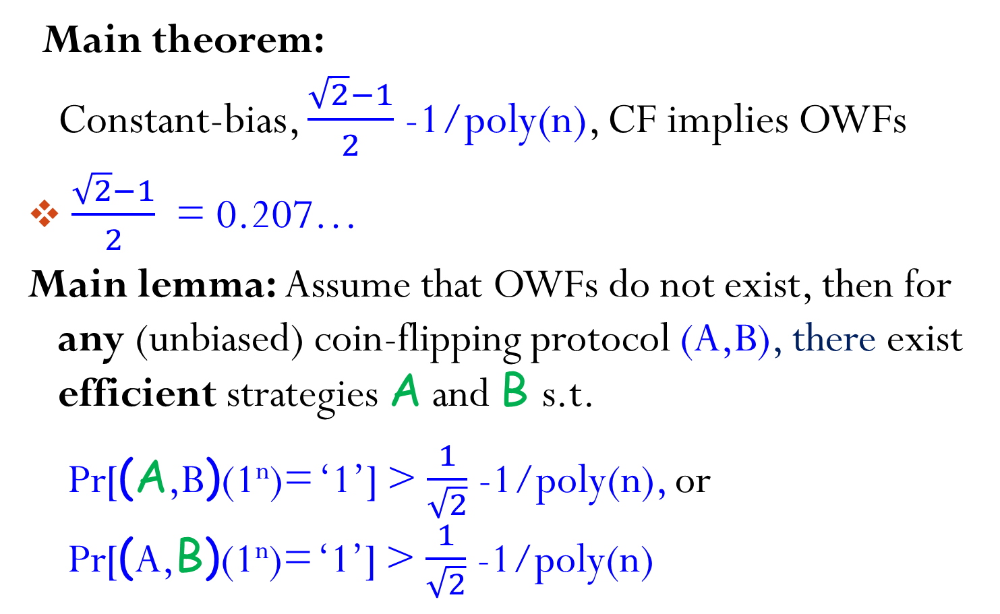 Main theorem:
Constant-bias, $\frac{\sqrt{2}-1}{2}$ -1/poly(n), CF implies OWFs
❖ $\frac{\sqrt{2}-1}{2}$ = 0.207...
Main lemma: Assume that OWFs do not exist, then for
any (unbiased) coin-flipping protocol (A,B), there exist
efficient strategies A and B s.t.
Pr[(A,B)(1ⁿ)= ‘1’] > $\frac{1}{\sqrt{2}}$ -1/poly(n), or
Pr[(A,B)(1ⁿ)= ‘1’] > $\frac{1}{\sqrt{2}}$ -1/poly(n)